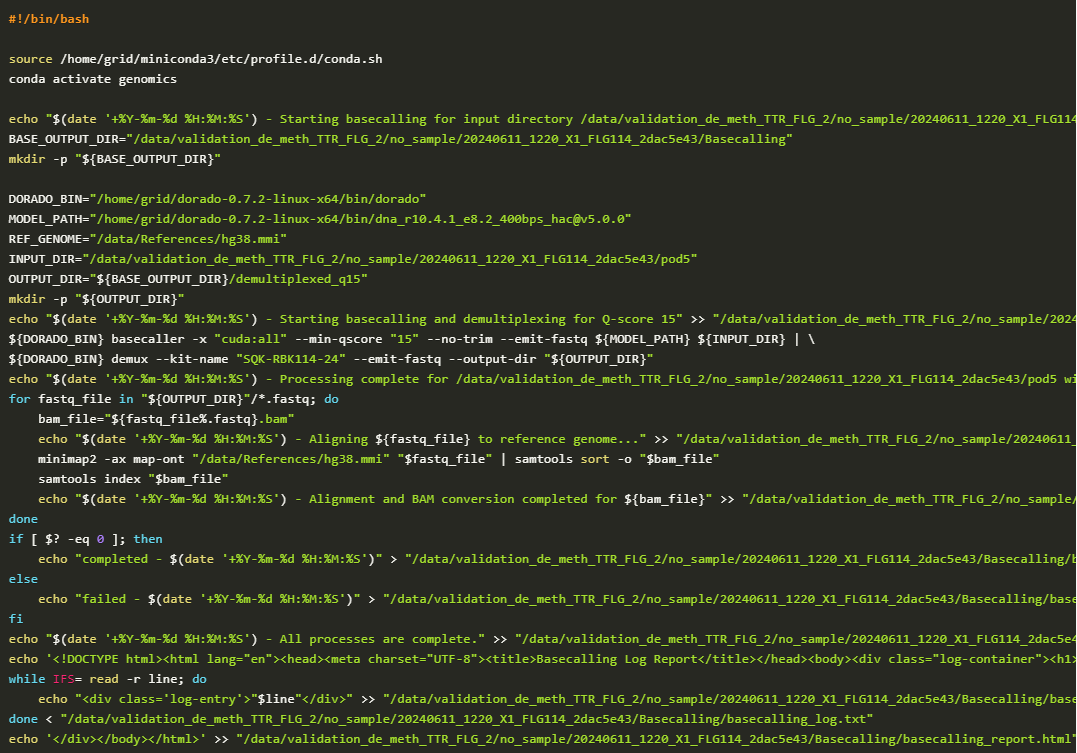 #!/bin/bash

source /home/grid/miniconda3/etc/profile.d/conda.sh
conda activate genomics

echo "$(date '+%Y-%m-%d %H:%M:%S') - Starting basecalling for input directory /data/validation_de_meth_TTR_FLG_2/no_sample/20240611_1220_X1_FLG114
BASE_OUTPUT_DIR="/data/validation_de_meth_TTR_FLG_2/no_sample/20240611_1220_X1_FLG114_2dac5e43/Basecalling"
mkdir -p "${BASE_OUTPUT_DIR}"

DORADO_BIN="/home/grid/dorado-0.7.2-linux-x64/bin/dorado"
MODEL_PATH="/home/grid/dorado-0.7.2-linux-x64/bin/dna_r10.4.1_e8.2_400bps_hac@v5.0.0"
REF_GENOME="/data/References/hg38.mmi"
INPUT_DIR="/data/validation_de_meth_TTR_FLG_2/no_sample/20240611_1220_X1_FLG114_2dac5e43/pod5"
OUTPUT_DIR="${BASE_OUTPUT_DIR}/demultiplexed_q15"
mkdir -p "${OUTPUT_DIR}"
echo "$(date '+%Y-%m-%d %H:%M:%S') - Starting basecalling and demultiplexing for Q-score 15" >> "/data/validation_de_meth_TTR_FLG_2/no_sample/2024
${DORADO_BIN} basecaller -x "cuda:all" --min-qscore "15" --no-trim --emit-fastq ${MODEL_PATH} ${INPUT_DIR} | \
${DORADO_BIN} demux --kit-name "SQK-RBK114-24" --emit-fastq --output-dir "${OUTPUT_DIR}"
echo "$(date '+%Y-%m-%d %H:%M:%S') - Processing complete for /data/validation_de_meth_TTR_FLG_2/no_sample/20240611_1220_X1_FLG114_2dac5e43/pod5 wi
for fastq_file in "${OUTPUT_DIR}"/*.fastq; do
    bam_file="${fastq_file%.fastq}.bam"
    echo "$(date '+%Y-%m-%d %H:%M:%S') - Aligning ${fastq_file} to reference genome..." >> "/data/validation_de_meth_TTR_FLG_2/no_sample/20240611_
    minimap2 -ax map-ont "/data/References/hg38.mmi" "$fastq_file" | samtools sort -o "$bam_file"
    samtools index "$bam_file"
    echo "$(date '+%Y-%m-%d %H:%M:%S') - Alignment and BAM conversion completed for ${bam_file}" >> "/data/validation_de_meth_TTR_FLG_2/no_sample/
done
if [ $? -eq 0 ]; then
    echo "completed - $(date '+%Y-%m-%d %H:%M:%S')" > "/data/validation_de_meth_TTR_FLG_2/no_sample/20240611_1220_X1_FLG114_2dac5e43/Basecalling/b
else
    echo "failed - $(date '+%Y-%m-%d %H:%M:%S')" > "/data/validation_de_meth_TTR_FLG_2/no_sample/20240611_1220_X1_FLG114_2dac5e43/Basecalling/base
fi
echo "$(date '+%Y-%m-%d %H:%M:%S') - All processes are complete." >> "/data/validation_de_meth_TTR_FLG_2/no_sample/20240611_1220_X1_FLG114_2dac5e4
echo '<!DOCTYPE html><html lang="en"><head><meta charset="UTF-8"><title>Basecalling Log Report</title></head><body><div class="log-container"><h1>
while IFS= read -r line; do
    echo "<div class='log-entry'>"$line"</div>" >> "/data/validation_de_meth_TTR_FLG_2/no_sample/20240611_1220_X1_FLG114_2dac5e43/Basecalling/base
done < "/data/validation_de_meth_TTR_FLG_2/no_sample/20240611_1220_X1_FLG114_2dac5e43/Basecalling/basecalling_log.txt"
echo '</div></body></html>' >> "/data/validation_de_meth_TTR_FLG_2/no_sample/20240611_1220_X1_FLG114_2dac5e43/Basecalling/basecalling_report.html"